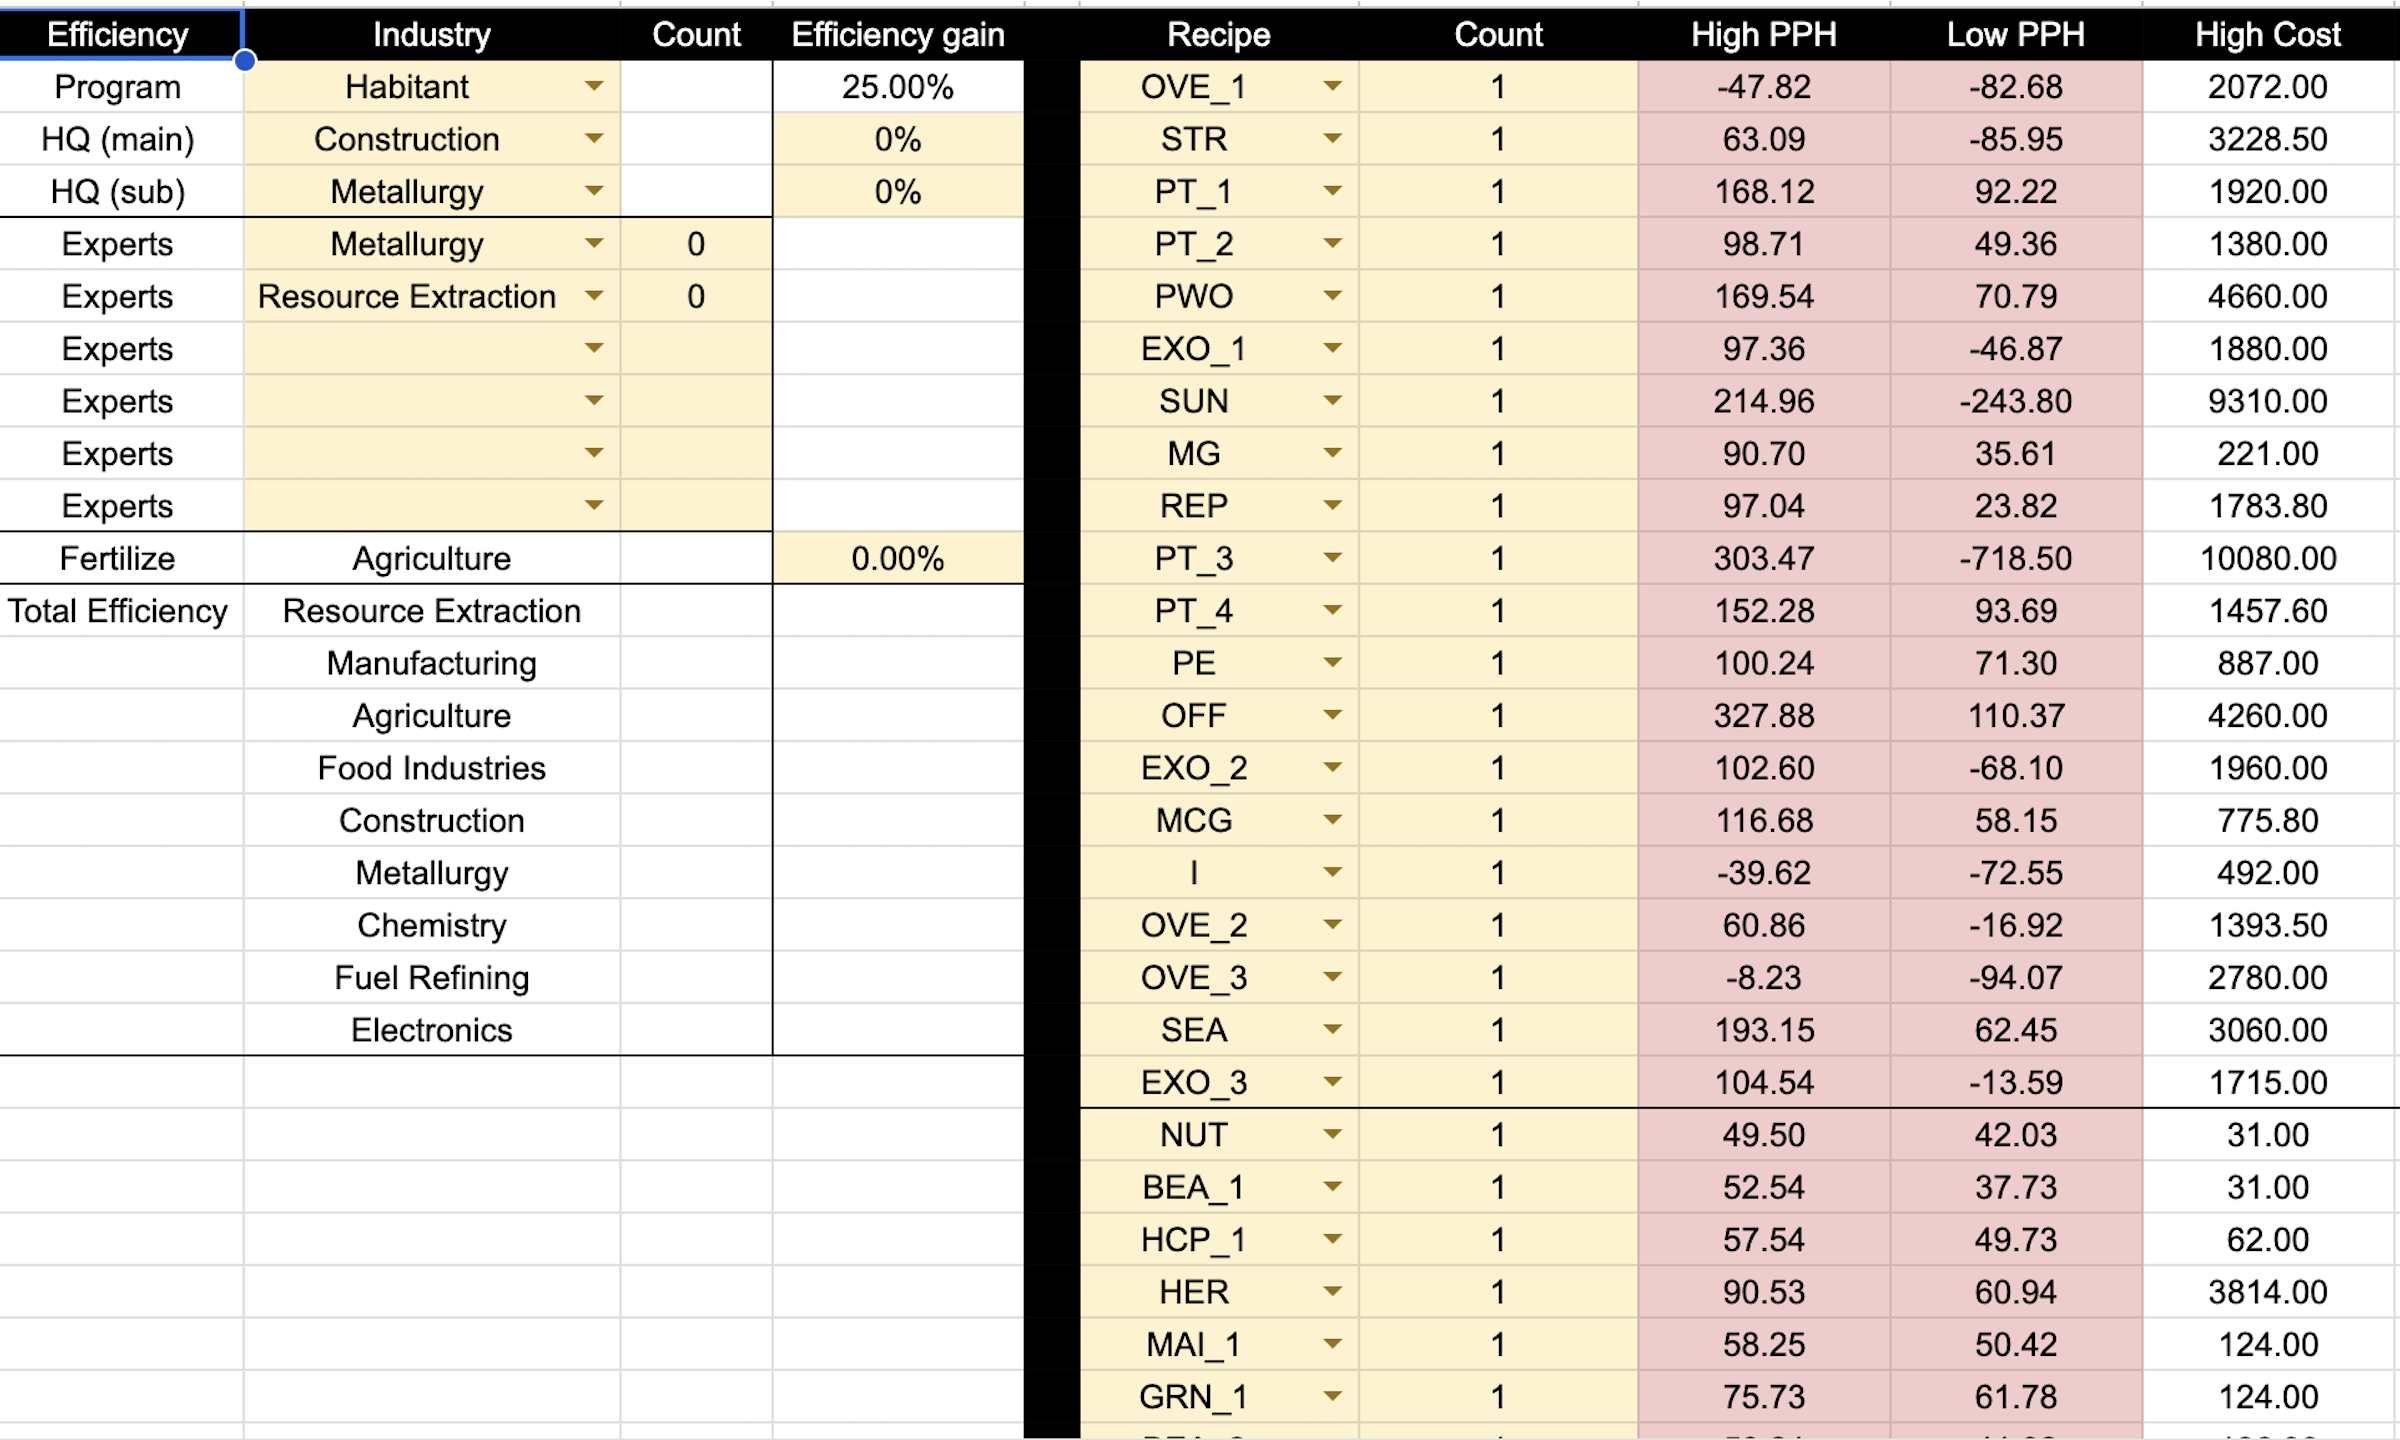 Efficiency Industry Count Efficiency gain Recipe Count High PPH Low PPH High Cost
Program Habitant 25.00% OVE_1 1 -47.82 -82.68 2072.00
HQ (main) Construction 0% STR 1 63.09 -85.95 3228.50
HQ (sub) Metallurgy 0% PT_1 1 168.12 92.22 1920.00
Experts Metallurgy 0 PT_2 1 98.71 49.36 1380.00
Experts Resource Extraction 0 PWO 1 169.54 70.79 4660.00
Experts EXO_1 1 97.36 -46.87 1880.00
Experts SUN 1 214.96 -243.80 9310.00
Experts MG 1 90.70 35.61 221.00
Experts REP 1 97.04 23.82 1783.80
Fertilize Agriculture 0.00% PT_3 1 303.47 -718.50 10080.00
Total Efficiency Resource Extraction PT_4 1 152.28 93.69 1457.60
Manufacturing PE 1 100.24 71.30 887.00
Agriculture OFF 1 327.88 110.37 4260.00
Food Industries EXO_2 1 102.60 -68.10 1960.00
Construction MCG 1 116.68 58.15 775.80
Metallurgy I 1 -39.62 -72.55 492.00
Chemistry OVE_2 1 60.86 -16.92 1393.50
Fuel Refining OVE_3 1 -8.23 -94.07 2780.00
Electronics SEA 1 193.15 62.45 3060.00
EXO_3 1 104.54 -13.59 1715.00
NUT 1 49.50 42.03 31.00
BEA_1 1 52.54 37.73 31.00
HCP_1 1 57.54 49.73 62.00
HER 1 90.53 60.94 3814.00
MAI_1 1 58.25 50.42 124.00
GRN_1 1 75.73 61.78 124.00